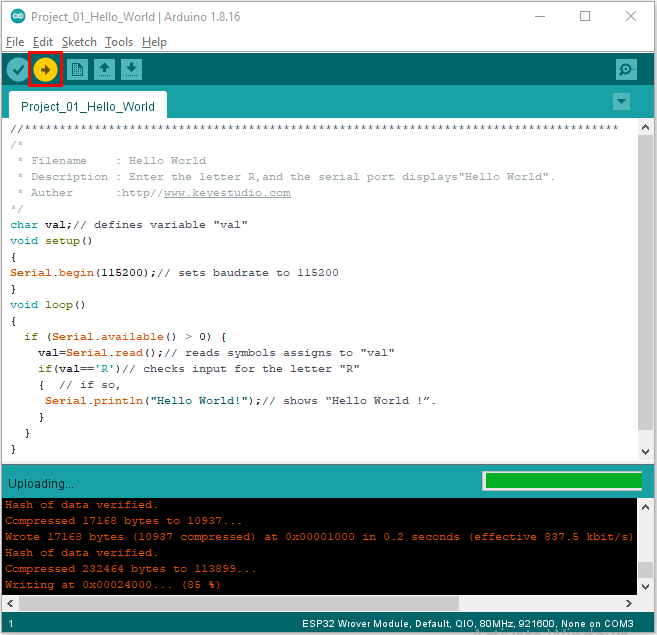 Project_01_Hello_World | Arduino 1.8.16
File Edit Sketch Tools Help
Project_01_Hello_World
//*************************************************************************************
/*
 * Filename    : Hello World
 * Description : Enter the letter R,and the serial port displays"Hello World".
 * Auther      :http//www.keyestudio.com
*/
char val;// defines variable "val"
void setup()
{
Serial.begin(115200);// sets baudrate to 115200
}
void loop()
{
  if (Serial.available() > 0) {
    val=Serial.read();// reads symbols assigns to "val"
    if(val=='R')// checks input for the letter "R"
    {  // if so,
     Serial.println("Hello World!");// shows “Hello World !”.
    }
  }
}
Uploading...
Hash of data verified.
Compressed 17168 bytes to 10937...
Wrote 17168 bytes (10937 compressed) at 0x00001000 in 0.2 seconds (effective 837.5 kbit/s)
Hash of data verified.
Compressed 232464 bytes to 113899...
Writing at 0x00024000... (85 %)
1 ESP32 Wrover Module, Default, QIO, 80MHz, 921600, None on COM3
Activate Windows